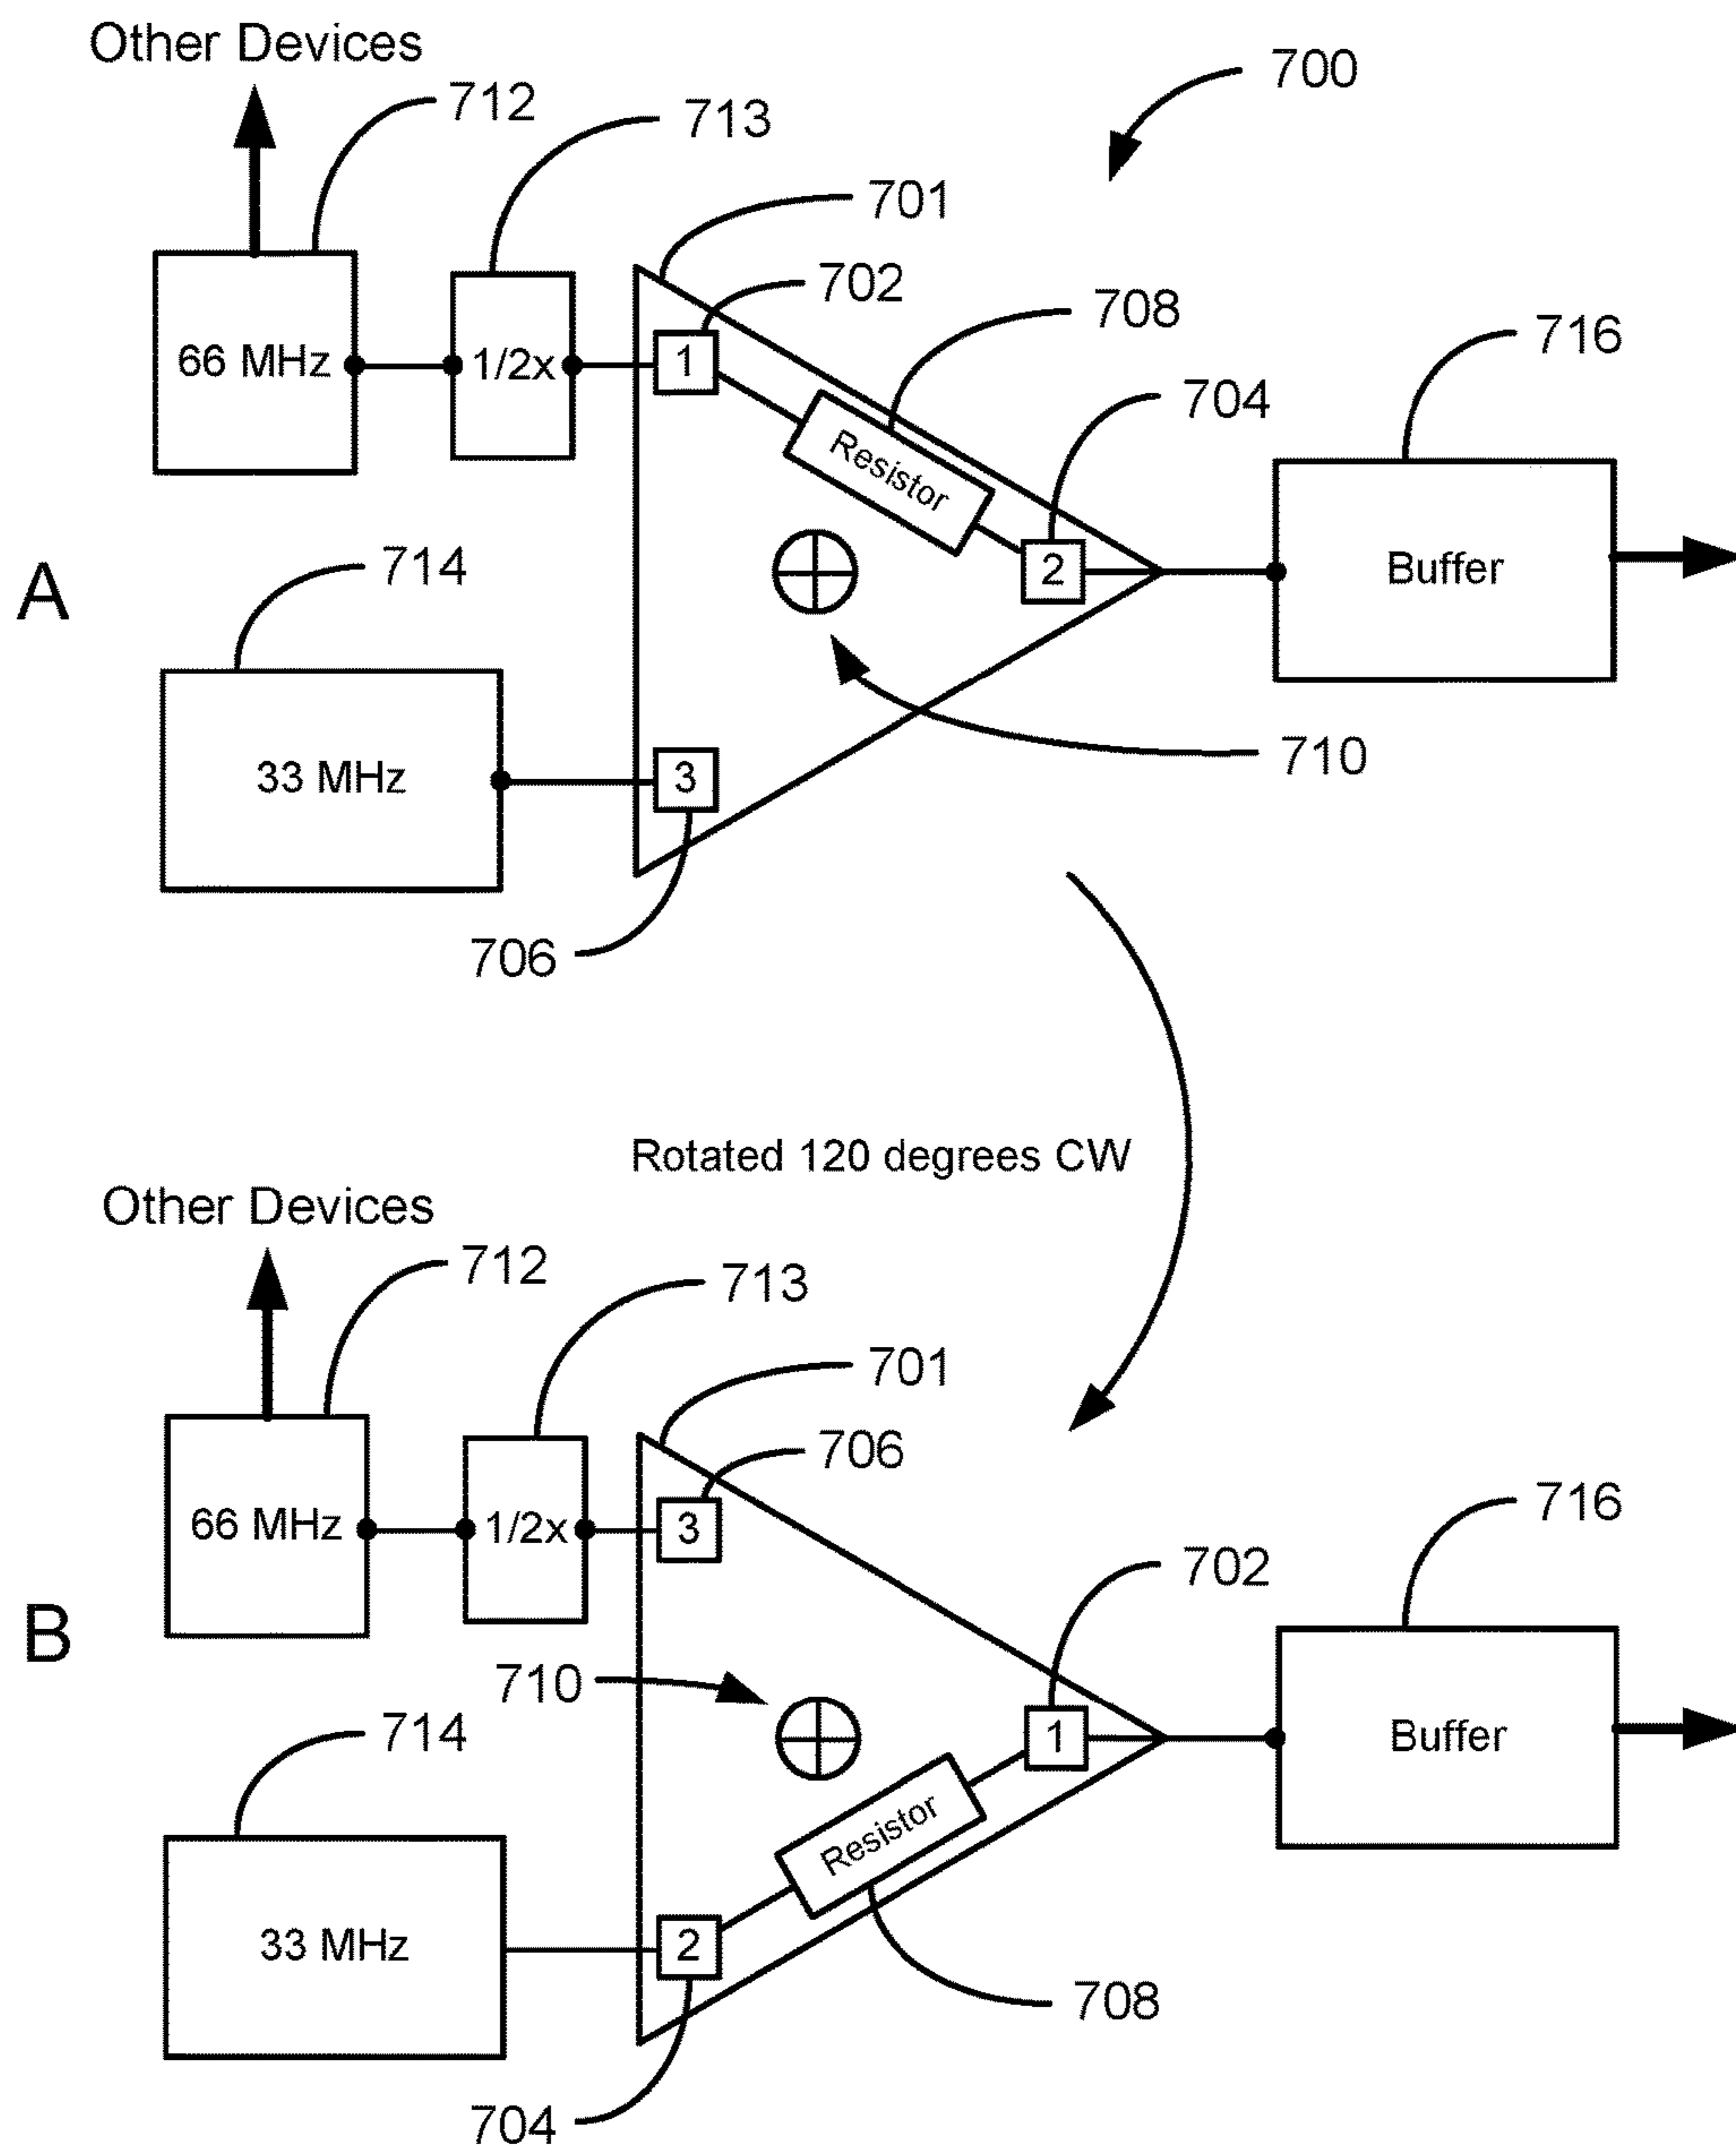 Other Devices
700
712
713
701
702
708
716
704
66 MHz
1/2x
1
Resistor
2
Buffer
A
714
710
33 MHz
3
706
Rotated 120 degrees CW
Other Devices
712
713
701
706
716
702
66 MHz
1/2x
3
B
710
1
Buffer
714
Resistor
33 MHz
2
708
704